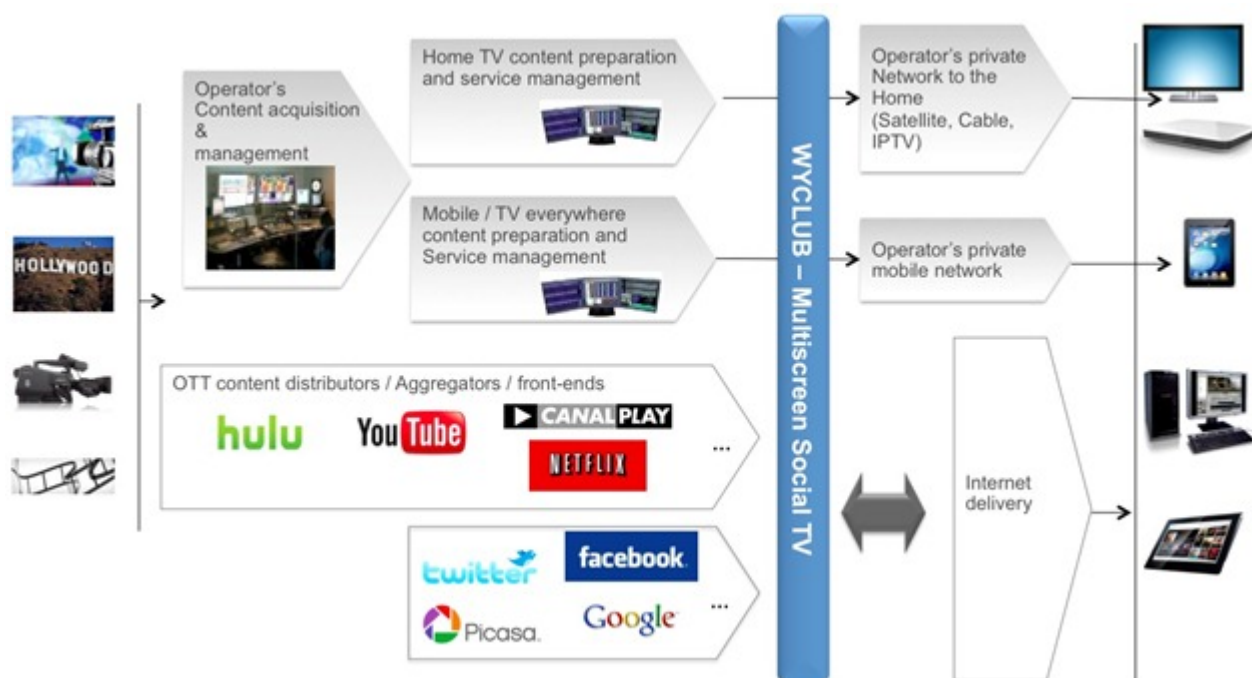 HOLLYWOOD
Operator's
Content acquisition
&
management
Home TV content preparation
and service management
Mobile / TV everywhere
content preparation and
Service management
OTT content distributors / Aggregators / front-ends
hulu
YouTube
CANALPLAY
NETFLIX
...
twitter
facebook.
Picasa.
Google
...
WYCLUB – Multiscreen Social TV
Operator's private
Network to the
Home
(Satellite, Cable,
IPTV)
Operator's private
mobile network
Internet
delivery